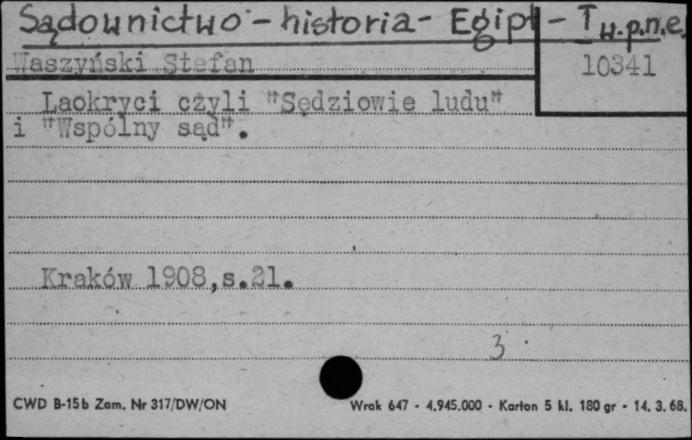 Sądownictwo - historia - Egipt - I w.p.n.e.
Waszyński Stefan
10341
Laokryci czyli "Sędziowie ludu"
i "Wspólny sąd".
Kraków 1908,s.21.
3
CWD B-15b Zam. Nr 317/DW/ON
Wrak 647 - 4.945.000 - Karton 5 kl. 180 gr - 14. 3. 68.